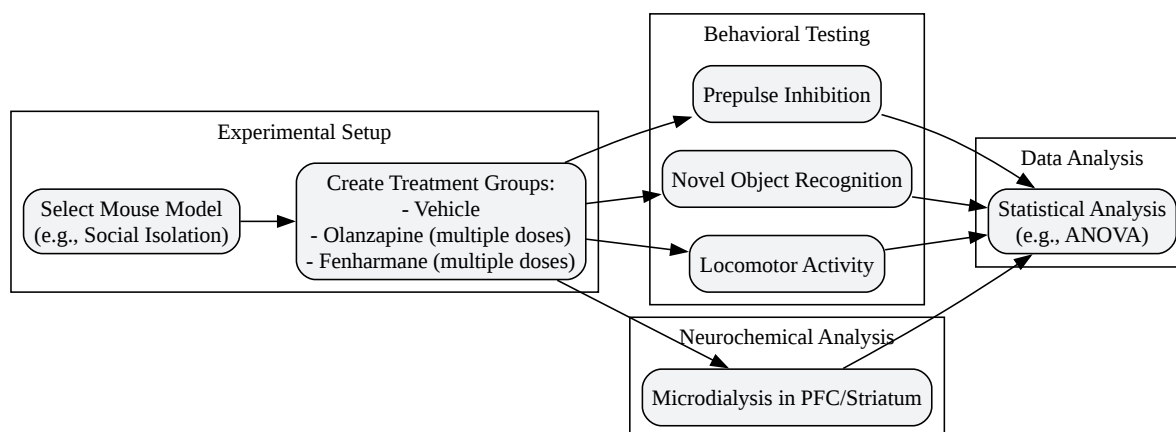 Experimental Setup
Select Mouse Model
(e.g., Social Isolation)
Create Treatment Groups:
- Vehicle
- Olanzapine (multiple doses)
- Fenharmane (multiple doses)
Behavioral Testing
Prepulse Inhibition
Novel Object Recognition
Locomotor Activity
Neurochemical Analysis
Microdialysis in PFC/Striatum
Data Analysis
Statistical Analysis
(e.g., ANOVA)